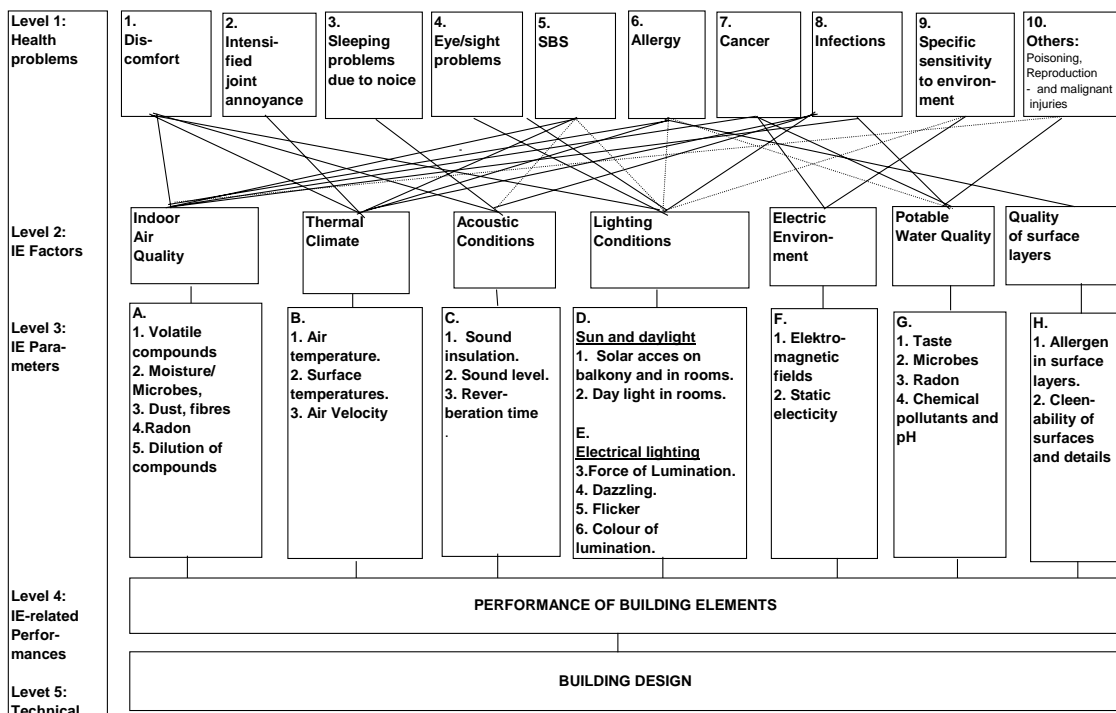 Level 1:
Health
problems
1.
Dis-
comfort
2.
Intensi-
fied
joint
annoyance
3.
Sleeping
problems
due to noice
4.
Eye/sight
problems
5.
SBS
6.
Allergy
7.
Cancer
8.
Infections
9.
Specific
sensitivity
to environ-
ment
10.
Others:
Poisoning,
Reproduction
- and malignant
injuries
Level 2:
IE Factors
Indoor
Air
Quality
Thermal
Climate
Acoustic
Conditions
Lighting
Conditions
Electric
Environ-
ment
Potable
Water Quality
Quality
of surface
layers
Level 3:
IE Para-
meters
A.
1. Volatile
compounds
2. Moisture/
Microbes,
3. Dust, fibres
4.Radon
5. Dilution of
compounds
B.
1. Air
temperature.
2. Surface
temperatures.
3. Air Velocity
C.
1. Sound
insulation.
2. Sound level.
3. Rever-
beration time
.
D.
Sun and daylight
1. Solar acces on
balkony and in rooms.
2. Day light in rooms.
E.
Electrical lighting
3.Force of Lumination.
4. Dazzling.
5. Flicker
6. Colour of
lumination.
F.
1. Elektro-
magnetic
fields
2. Static
electicity
G.
1. Taste
2. Microbes
3. Radon
4. Chemical
pollutants and
pH
H.
1. Allergen
in surface
layers.
2. Cleen-
ability of
surfaces
and details
Level 4:
IE-related
Perfor-
mances
PERFORMANCE OF BUILDING ELEMENTS
Level 5:
Technical
BUILDING DESIGN